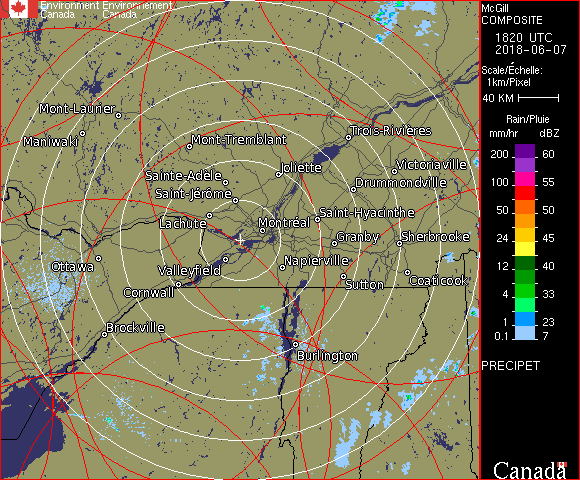 Environment Environnement
Canada Canada
McGill
COMPOSITE
1820 UTC
2018-06-07
Scale/Échelle:
1km/Pixel
40 KM
Rain/Pluie
mm/hr dBZ
200 60
155
100 55
50 50
24 45
12 40
4 33
1 23
0.1 7
PRECIPET
Canada
Mont-Laurier
Maniwaki
Mont-Tremblant
Trois-Rivières
Joliette
Victoriaville
Sainte-Adèle
Drummondville
Saint-Jérôme
Lachute
Saint-Hyacinthe
Montréal
Granby
Sherbrooke
Ottawa
Valleyfield
Napierville
Cornwall
Sutton
Coaticook
Brockville
Burlington